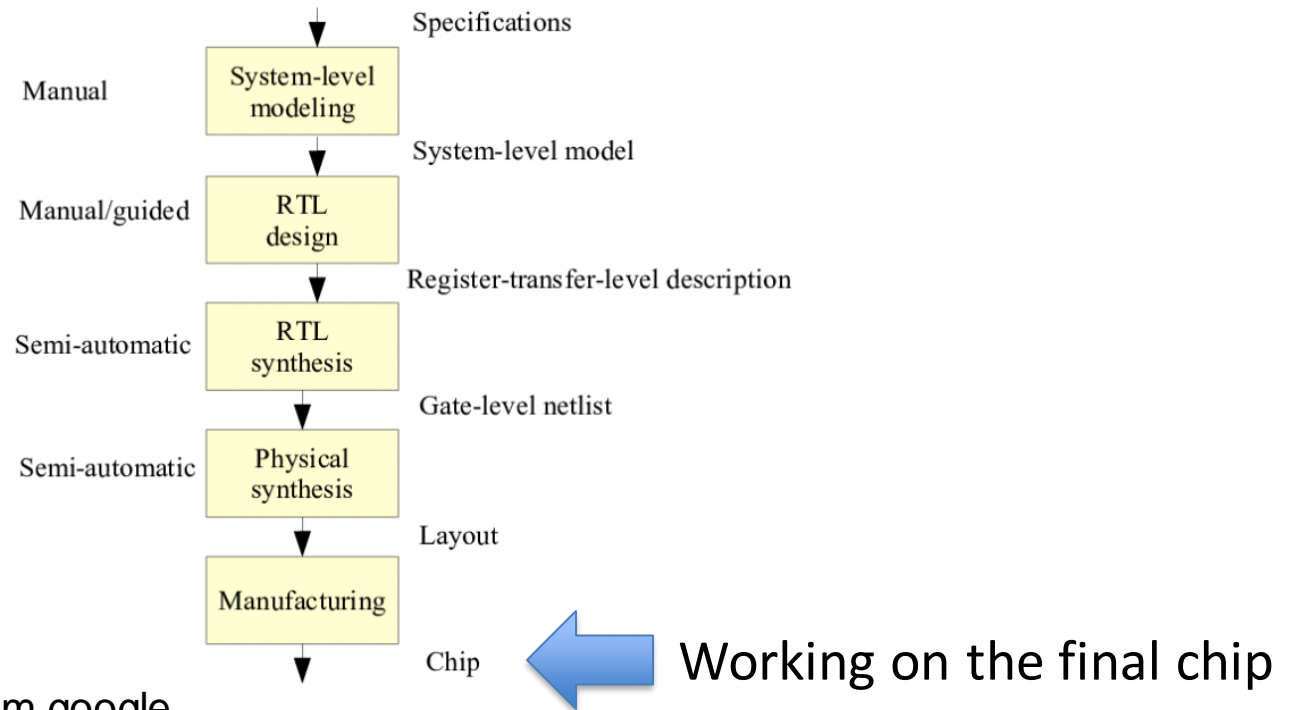 Specifications
Manual
System-level
modeling
System-level model
Manual/guided
RTL
design
Register-transfer-level description
Semi-automatic
RTL
synthesis
Gate-level netlist
Semi-automatic
Physical
synthesis
Layout
Manufacturing
Chip
Working on the final chip
m google